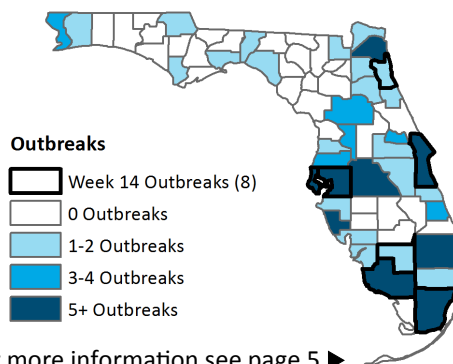 Outbreaks
Week 14 Outbreaks (8)
0 Outbreaks
1-2 Outbreaks
3-4 Outbreaks
5+ Outbreaks
more information see page 5 ▶